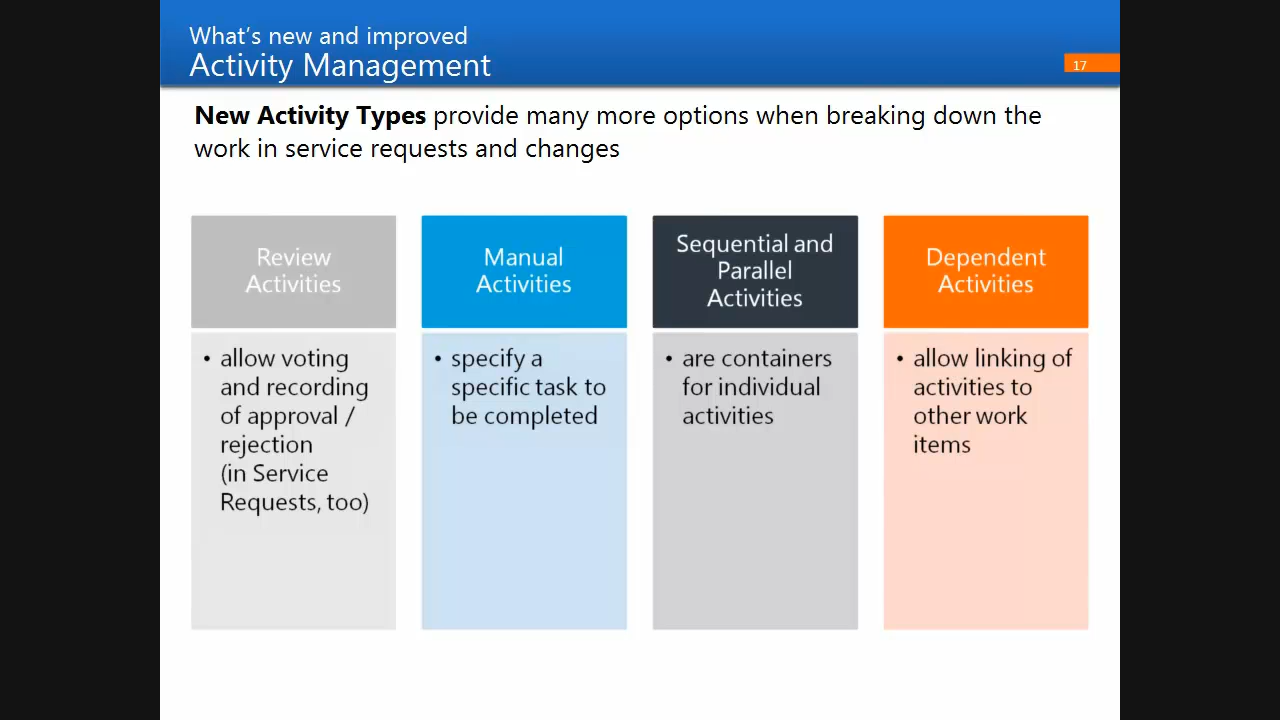 What's new and improved
Activity Management
17
New Activity Types provide many more options when breaking down the
work in service requests and changes
Review
Activities
• allow voting
and recording
of approval /
rejection
(in Service
Requests, too)
Manual
Activities
• specify a
specific task to
be completed
Sequential and
Parallel
Activities
• are containers
for individual
activities
Dependent
Activities
• allow linking of
activities to
other work
items